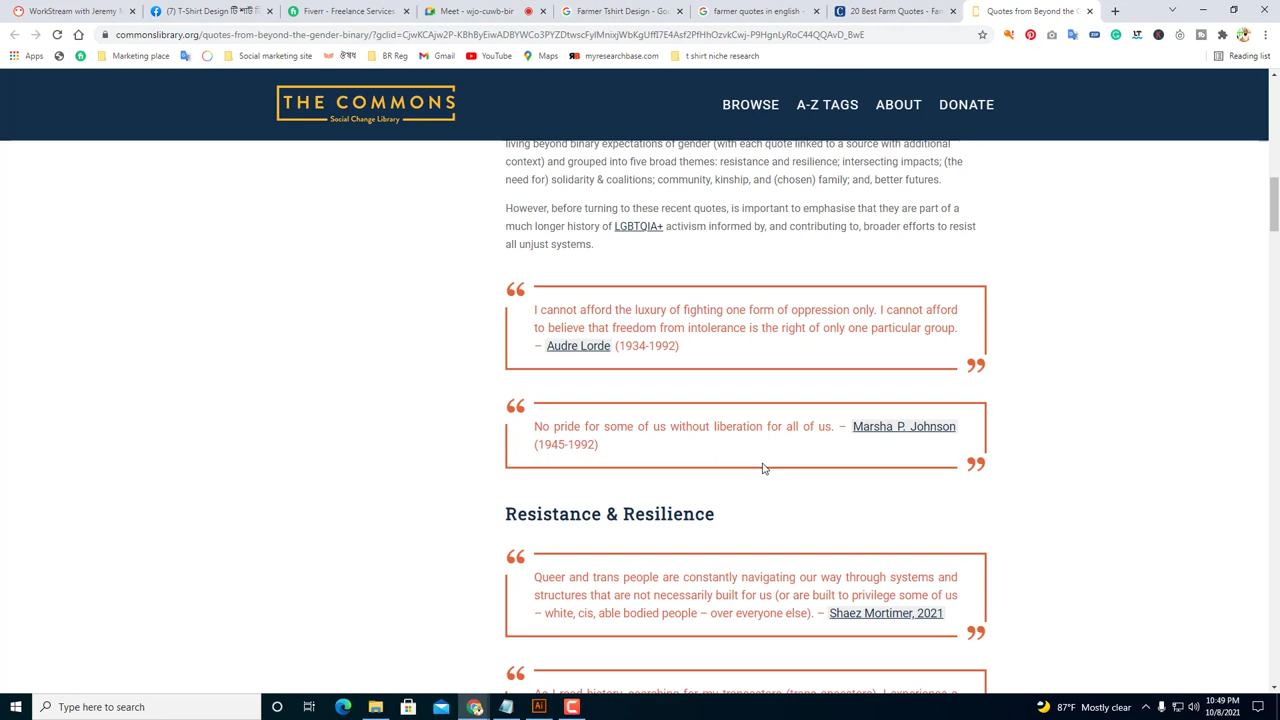 WorkStream with Jeremy M
(7) T-Shirt Design
Fiverr - Freelance Services
Meet - wjo-cuwb-bir
Farmer Tshirt Design - Goo
farmer quotes in english -
20 Best Farm Quotes - Far
Quotes from Beyond the G
commonslibrary.org/quotes-from-beyond-the-gender-binary/?gclid=
Reading list
Apps
Marketing place
Social marketing site
ঔষধ
BR Reg
Gmail
YouTube
Maps
myresearchbase.com
t shirt niche research
THE COMMONS
Social Change Library
BROWSE
A-Z TAGS
ABOUT
DONATE
living beyond binary expectations of gender (with each quote linked to a source with additional
context) and grouped into five broad themes: resistance and resilience; intersecting impacts; (the
need for) solidarity & coalitions; community, kinship, and (chosen) family; and, better futures.
However, before turning to these recent quotes, is important to emphasise that they are part of a
much longer history of LGBTQIA+ activism informed by, and contributing to, broader efforts to resist
all unjust systems.
I cannot afford the luxury of fighting one form of oppression only. I cannot afford
to believe that freedom from intolerance is the right of only one particular group.
– Audre Lorde (1934-1992)
No pride for some of us without liberation for all of us. – Marsha P. Johnson
(1945-1992)
Resistance & Resilience
Queer and trans people are constantly navigating our way through systems and
structures that are not necessarily built for us (or are built to privilege some of us
– white, cis, able bodied people – over everyone else). – Shaez Mortimer, 2021
As I read history, searching for my transcestors (trans ancestors), I experience a
Type here to search
87°F Mostly clear
10:49 PM
10/8/2021